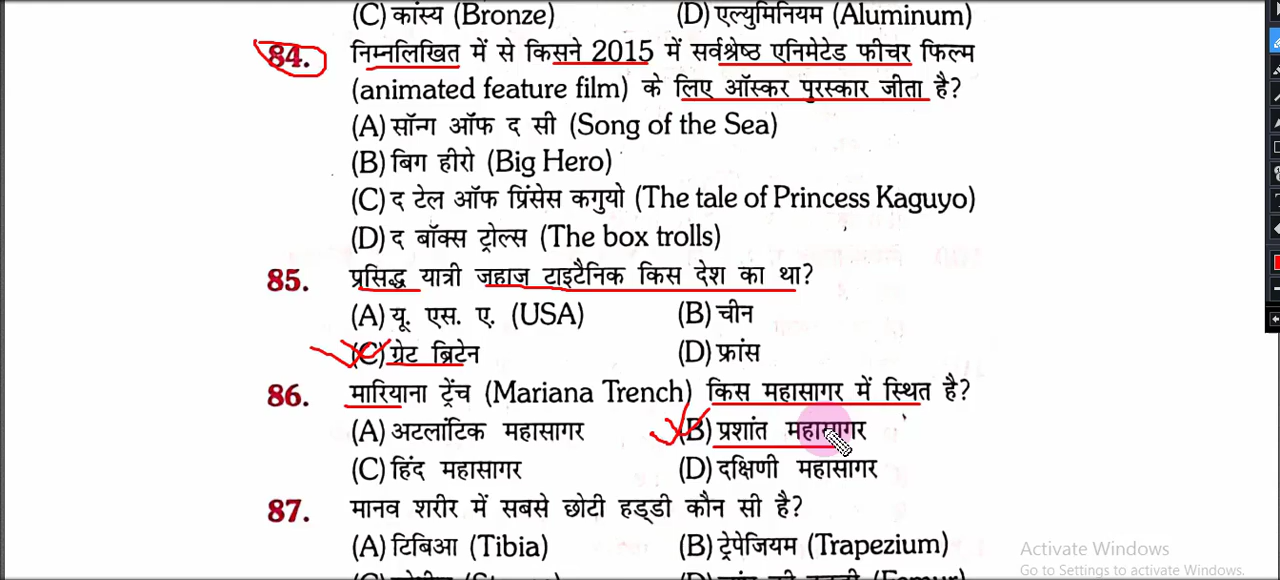 (C) कांस्य (Bronze) (D) एल्युमिनियम (Aluminum)
84. निम्नलिखित में से किसने 2015 में सर्वश्रेष्ठ एनिमेटेड फीचर फिल्म
(animated feature film) के लिए ऑस्कर पुरस्कार जीता है?
(A) सॉन्ग ऑफ द सी (Song of the Sea)
(B) बिग हीरो (Big Hero)
(C) द टेल ऑफ प्रिंसेस कगुयो (The tale of Princess Kaguyo)
(D) द बॉक्स ट्रोल्स (The box trolls)
85. प्रसिद्ध यात्री जहाज टाइटैनिक किस देश का था?
(A) यू. एस. ए. (USA) (B) चीन
(C) ग्रेट ब्रिटेन (D) फ्रांस
86. मारियाना ट्रेंच (Mariana Trench) किस महासागर में स्थित है?
(A) अटलांटिक महासागर (B) प्रशांत महासागर
(C) हिंद महासागर (D) दक्षिणी महासागर
87. मानव शरीर में सबसे छोटी हड्डी कौन सी है?
(A) टिबिआ (Tibia) (B) ट्रेपेजियम (Trapezium)
Activate Windows
Go to Settings to activate Windows.